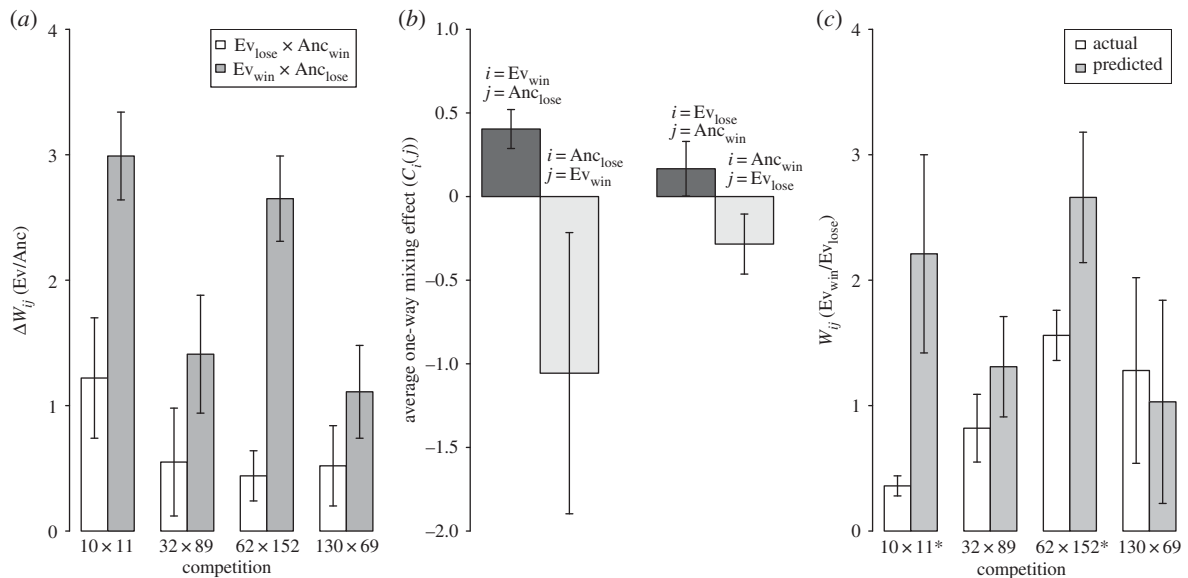 (a)
4
3
2
1
0
ΔW_ij (Ev/Anc)
Ev_lose × Anc_win
Ev_win × Anc_lose
10 × 11
32 × 89
62 × 152
130 × 69
competition
(b)
1.0
0.5
0
−0.5
−1.0
−1.5
−2.0
average one-way mixing effect (C_i(j))
i = Ev_win
j = Anc_lose
i = Anc_lose
j = Ev_win
i = Ev_lose
j = Anc_win
i = Anc_win
j = Ev_lose
(c)
4
3
2
1
0
W_ij (Ev_win/Ev_lose)
actual
predicted
10 × 11*
32 × 89
62 × 152*
130 × 69
competition